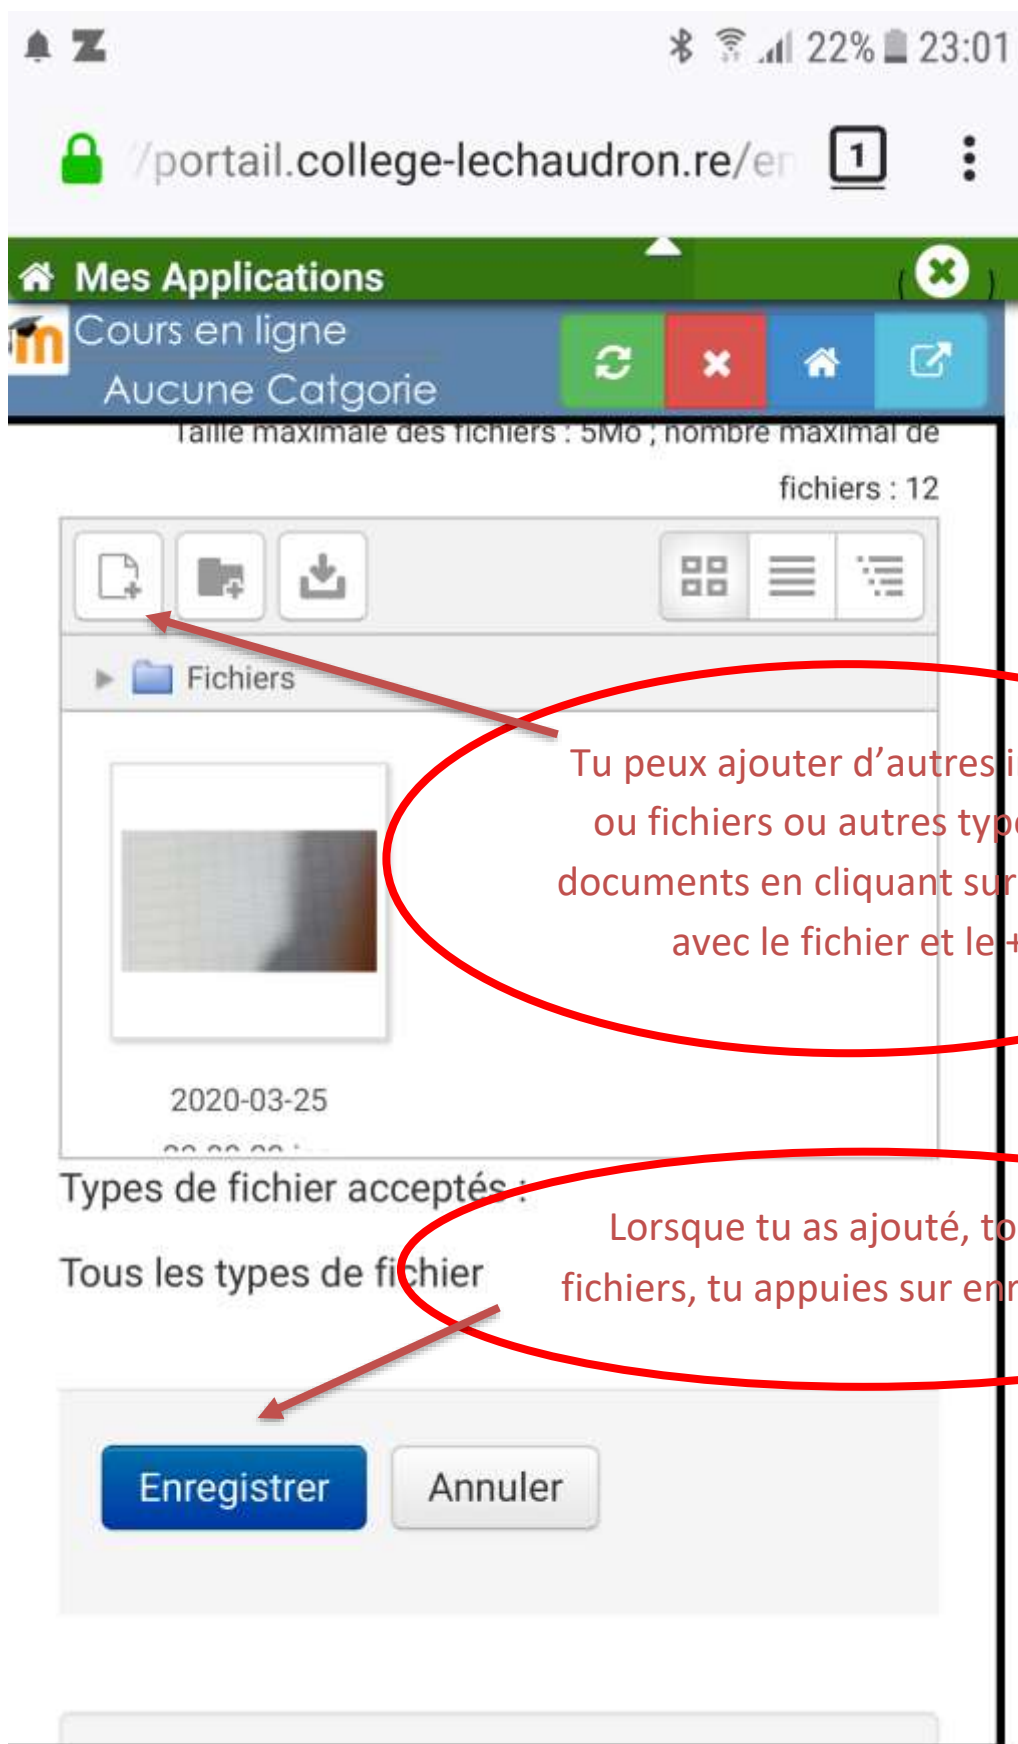 22% 23:01
/portail.college-lechaudron.re/en
1
Mes Applications
Cours en ligne
Aucune Catgorie
Taille maximale des fichiers : 5Mo ; nombre maximal de
fichiers : 12
Fichiers
Tu peux ajouter d’autres
ou fichiers ou autres
documents en cliquant sur
avec le fichier et le +
2020-03-25
Types de fichier acceptés :
Tous les types de fichier
Lorsque tu as ajouté,
fichiers, tu appuies sur
Enregistrer Annuler